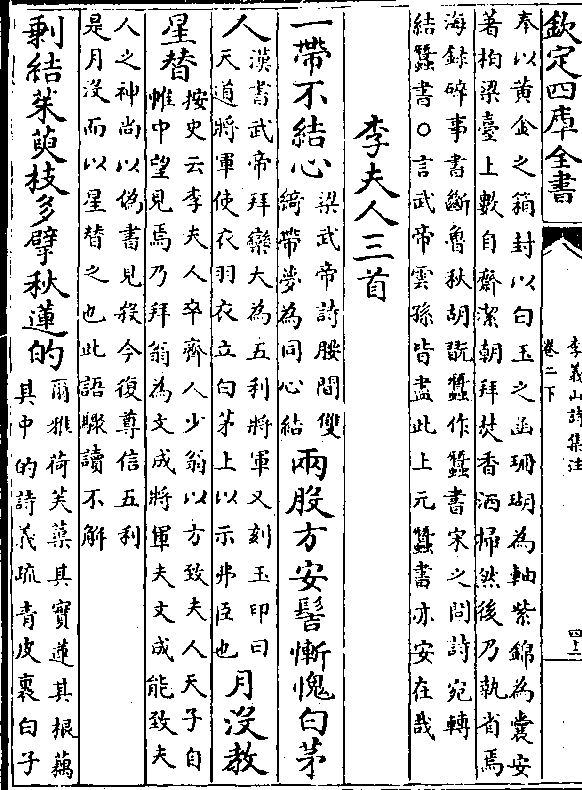 欽定四庫全書
李義山詩集注
卷二下
奉以黃金之箱封以白玉之函珊瑚為軸紫錦為囊安
著栢梁臺上數自齋潔朝拜焚香洒掃然後乃執省焉
海録碎事書斷魯秋胡翫蠶作蠶書宋之問詩宛轉
結蠶書〇言武帝雲孫皆盡此上元蠶書亦安在哉
李夫人三首
一帶不結心
梁武帝詩腰間雙
綺帶夢為同心結
兩股方安髻慚愧白茅
人
漢書武帝拜欒大為五利將軍又刻玉印曰
天道將軍使衣羽衣立白茅上以示弗臣也
月沒教
星替
按史云李夫人卒齊人少翁以方致夫人天子自
帷中望見焉乃拜翁為文成將軍夫文成能致夫
人之神尚以偽書見殺今復尊信五利
是月沒而以星替之也此語驟讀不解
剩結茱萸枝多擘秋蓮的
爾雅荷芙蕖其實蓮其根藕
其中的詩義疏青皮裹白子